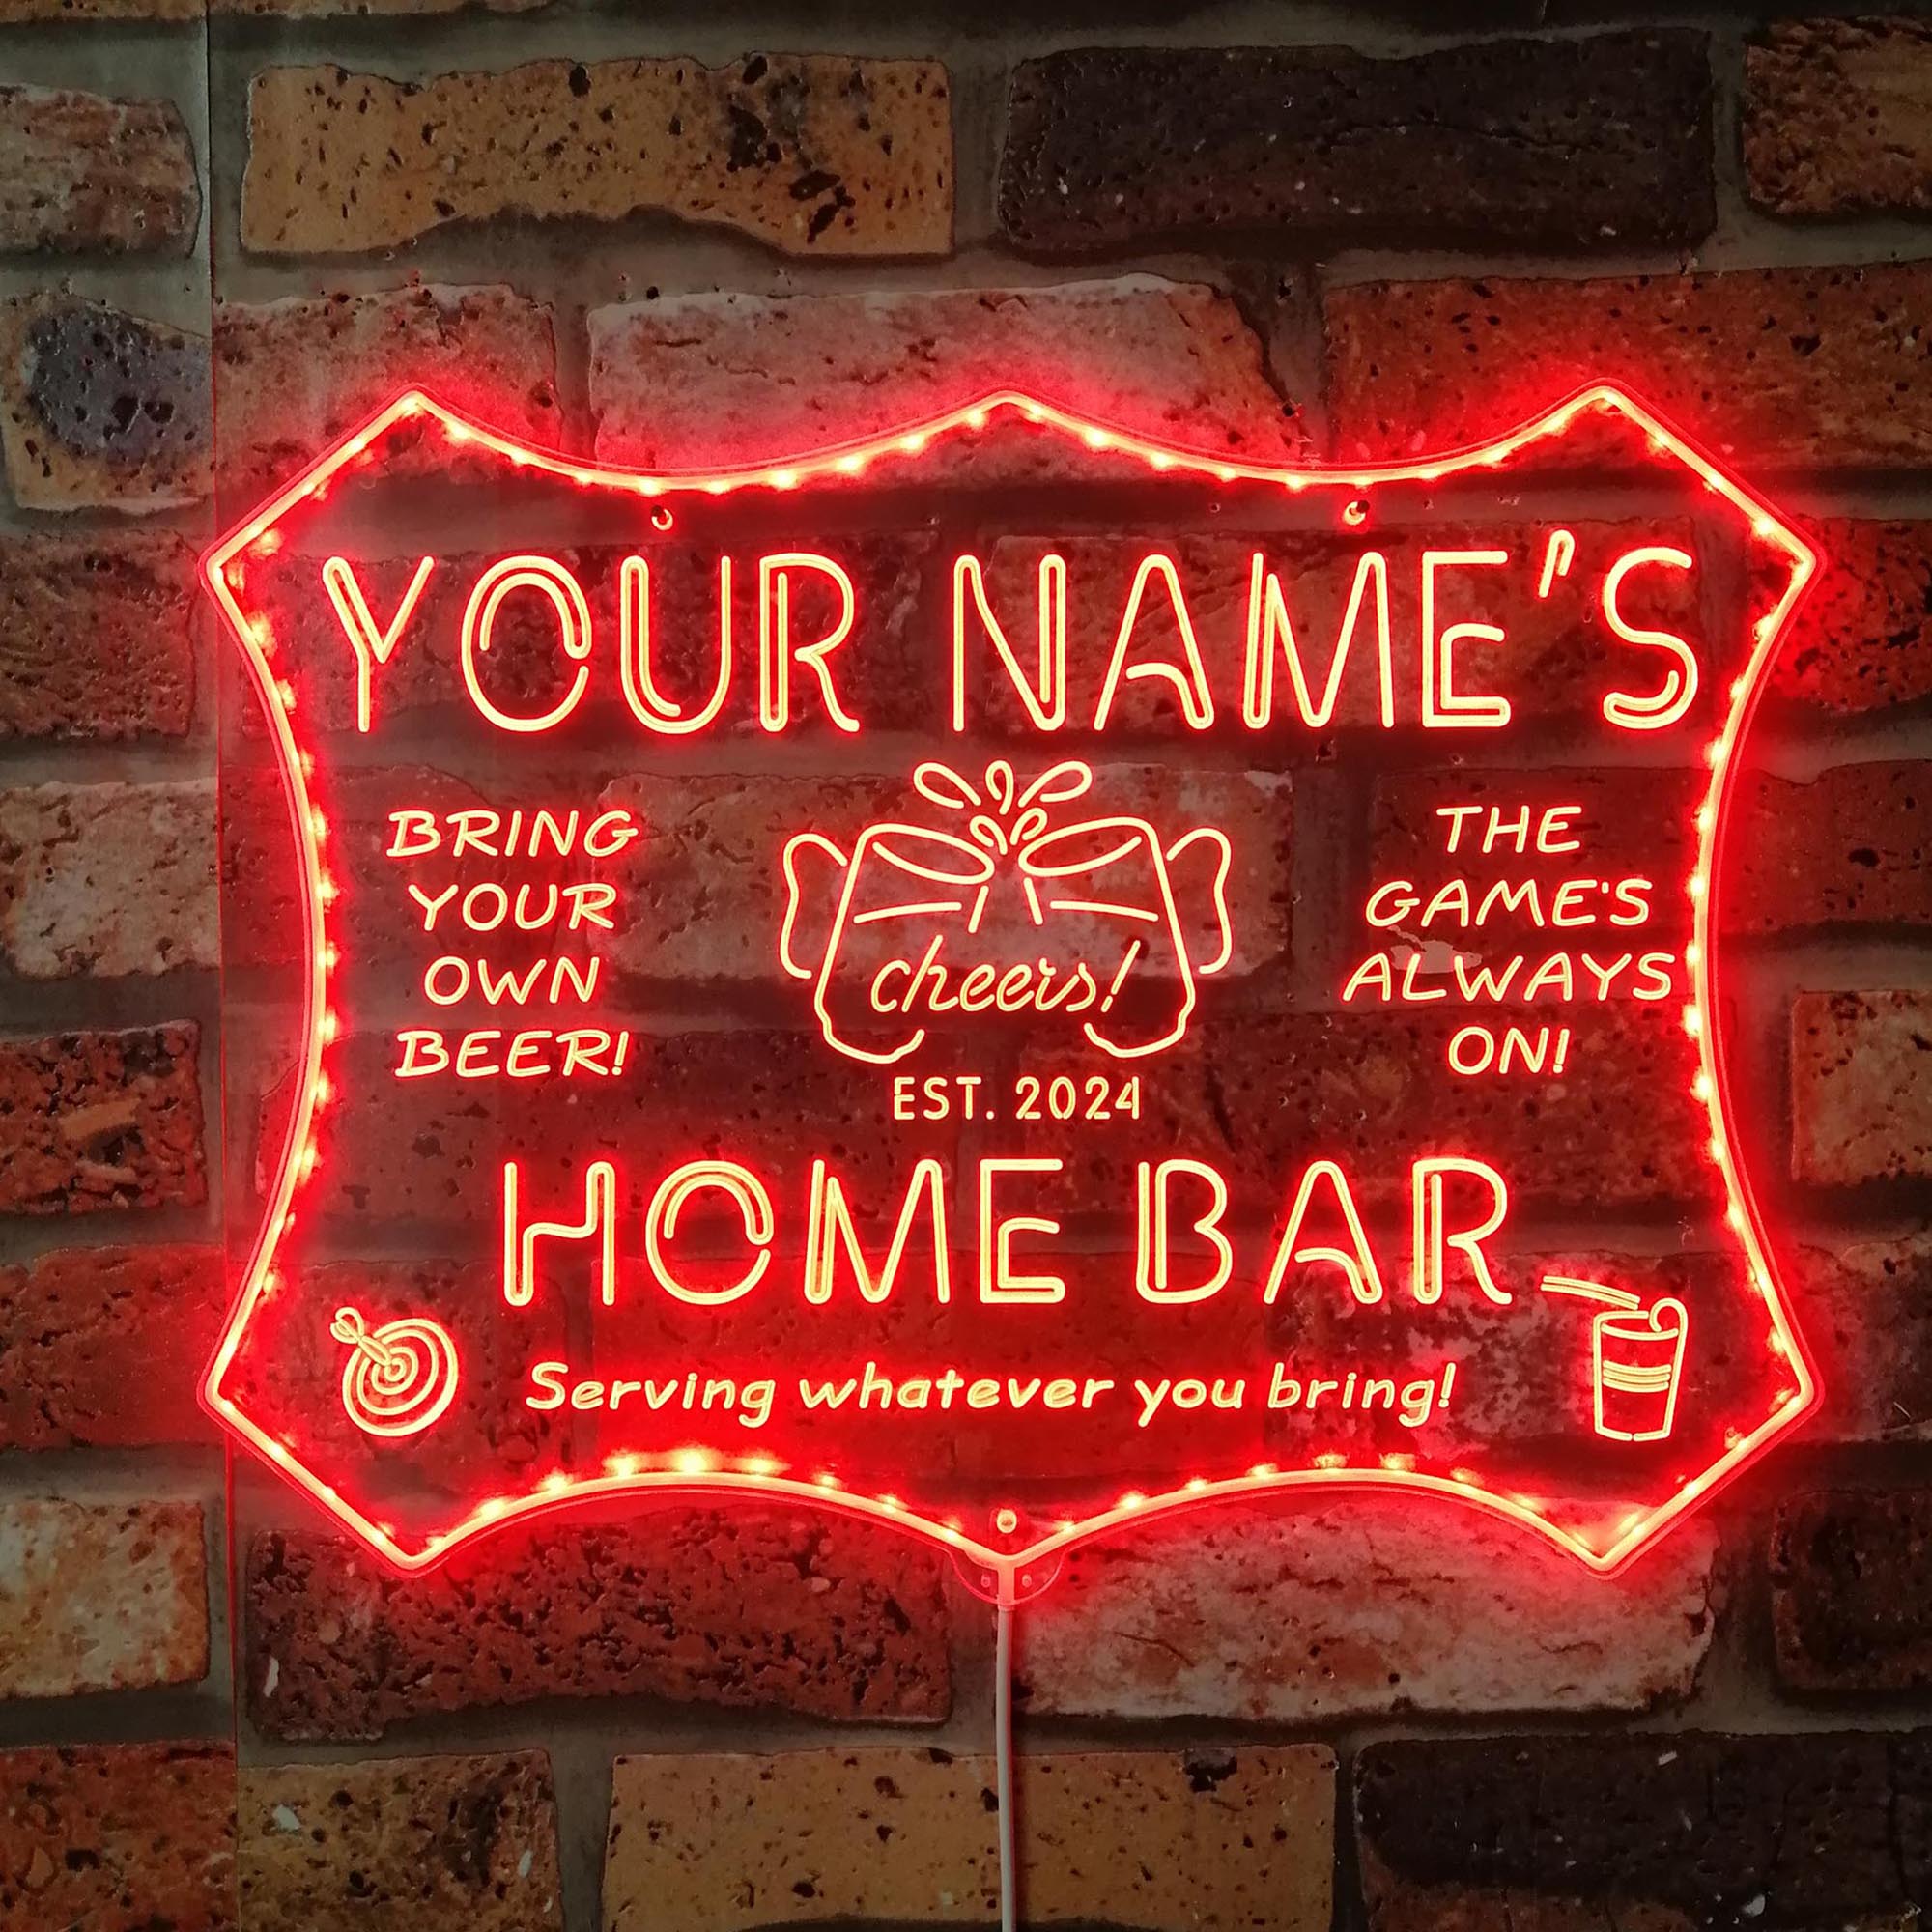 YOUR NAME'S
BRING
YOUR
OWN
BEER!
cheers!
EST. 2024
THE
GAME'S
ALWAYS
ON!
HOME BAR
Serving whatever you bring!